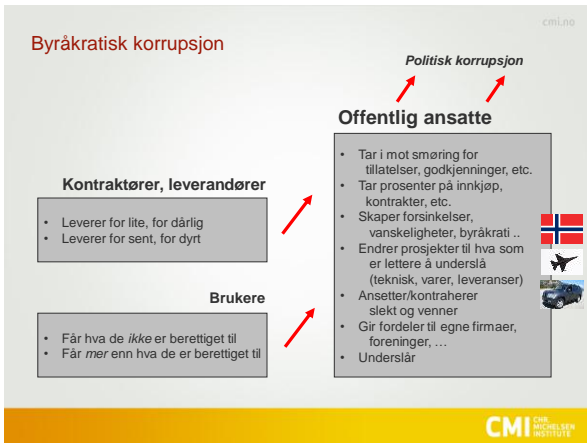 cmi.no
Byråkratisk korrupsjon
Politisk korrupsjon
Offentlig ansatte
• Tar i mot smøring for
tillatelser, godkjenninger, etc.
• Tar prosenter på innkjøp,
kontrakter, etc.
• Skaper forsinkelser,
vanskeligheter, byråkrati ..
• Endrer prosjekter til hva som
er lettere å underslå
(teknisk, varer, leveranser)
• Ansetter/kontraherer
slekt og venner
• Gir fordeler til egne firmaer,
foreninger, …
• Underslår
Kontraktører, leverandører
• Leverer for lite, for dårlig
• Leverer for sent, for dyrt
Brukere
• Får hva de ikke er berettiget til
• Får mer enn hva de er berettiget til
CMI CHR.
MICHELSEN
INSTITUTE